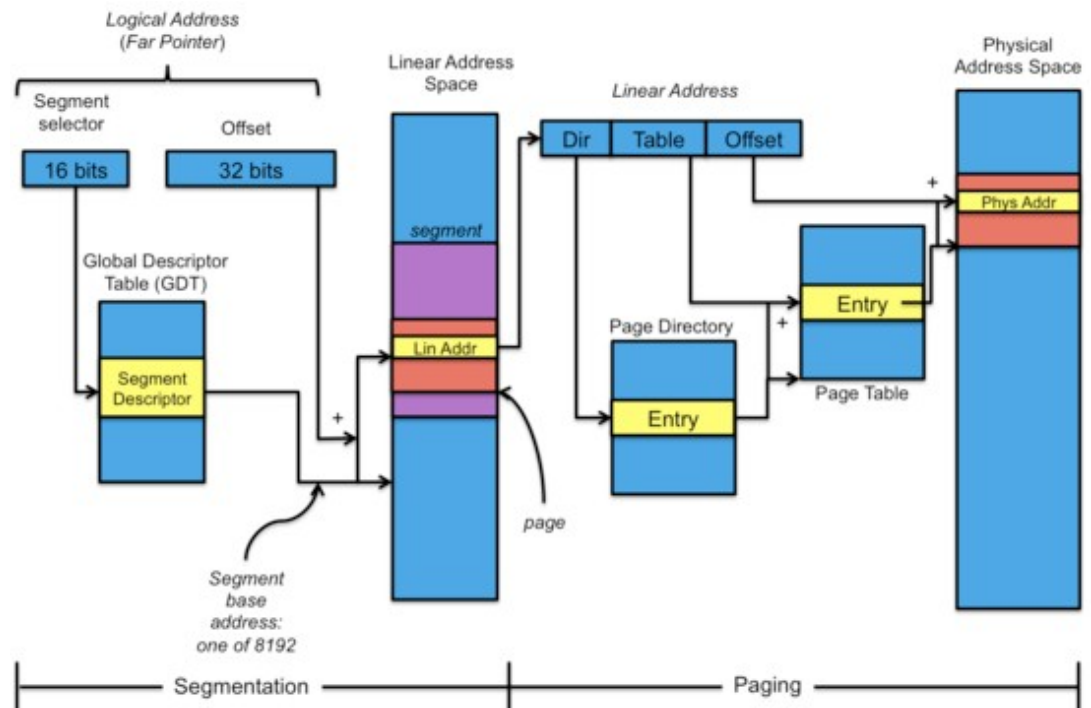 Logical Address
(Far Pointer)
Segment
selector
Offset
16 bits
32 bits
Global Descriptor
Table (GDT)
Segment
Descriptor
+
Segment
base
address:
one of 8192
Linear Address
Space
segment
Lin Addr
page
Linear Address
Dir
Table
Offset
Page Directory
Entry
+
Entry
Page Table
+
Physical
Address Space
Phys Addr
Segmentation
Paging